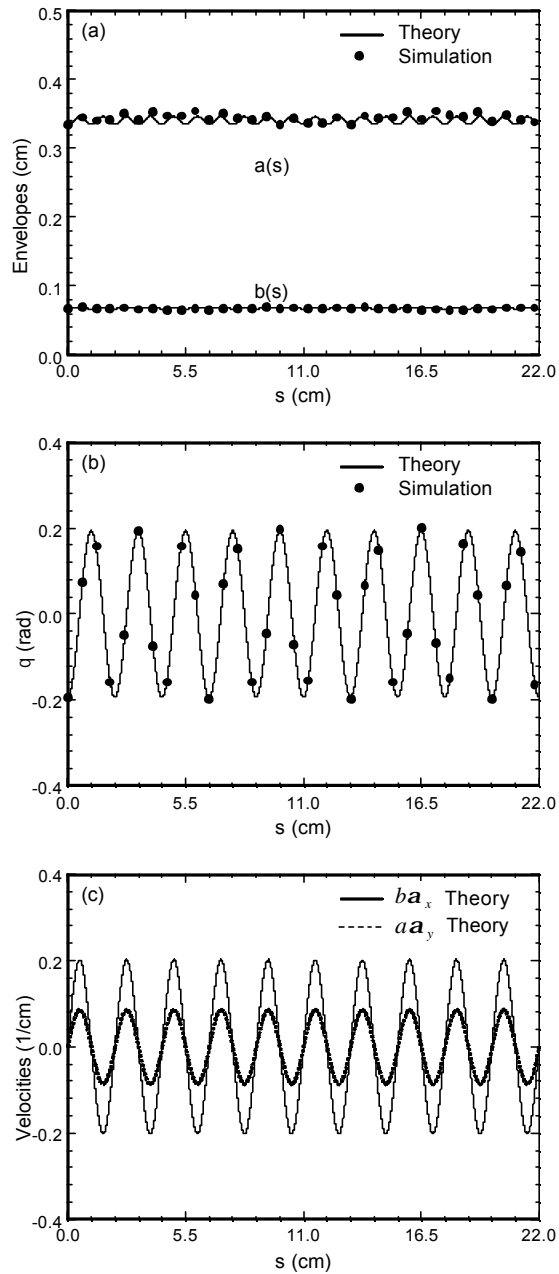 (a)
Theory
Simulation
0.5
0.4
0.3
0.2
0.1
0.0
Envelopes (cm)
a(s)
b(s)
0.0 5.5 11.0 16.5 22.0
s (cm)
(b)
Theory
Simulation
0.4
0.2
0.0
-0.2
-0.4
q (rad)
0.0 5.5 11.0 16.5 22.0
s (cm)
(c)
ba x Theory
aa y Theory
0.4
0.2
0.0
-0.2
-0.4
Velocities (1/cm)
0.0 5.5 11.0 16.5 22.0
s (cm)